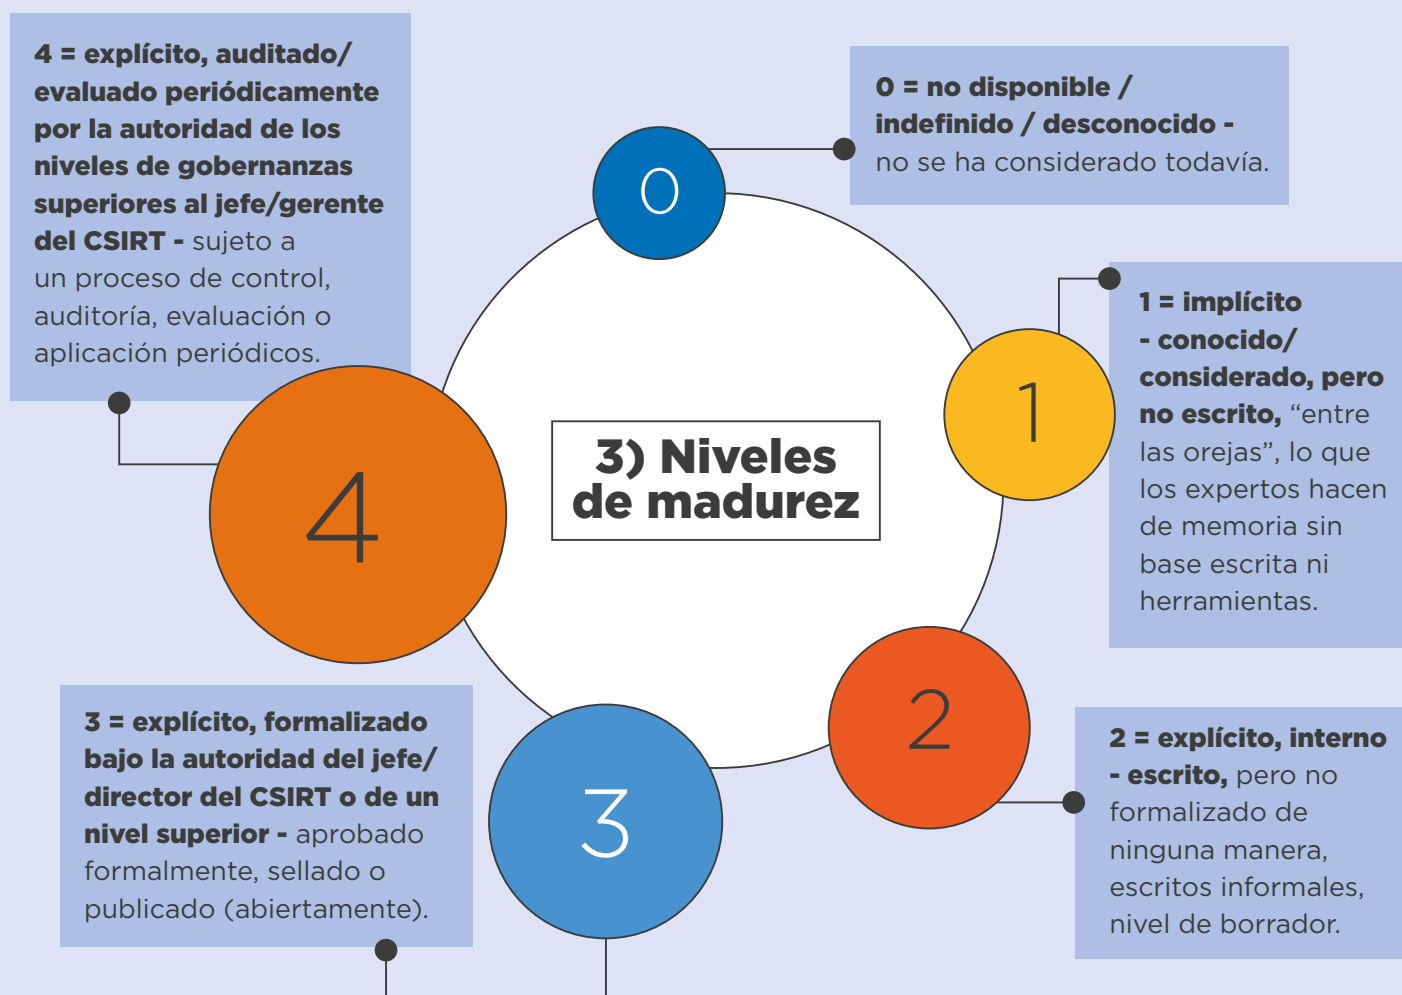 3) Niveles
de madurez
0
0 = no disponible /
indefinido / desconocido -
no se ha considerado todavía.
1
1 = implícito
- conocido/
considerado, pero
no escrito, “entre
las orejas”, lo que
los expertos hacen
de memoria sin
base escrita ni
herramientas.
2
2 = explícito, interno
- escrito, pero no
formalizado de
ninguna manera,
escritos informales,
nivel de borrador.
3
3 = explícito, formalizado
bajo la autoridad del jefe/
director del CSIRT o de un
nivel superior - aprobado
formalmente, sellado o
publicado (abiertamente).
4
4 = explícito, auditado/
evaluado periódicamente
por la autoridad de los
niveles de gobernanzas
superiores al jefe/gerente
del CSIRT - sujeto a
un proceso de control,
auditoría, evaluación o
aplicación periódicos.